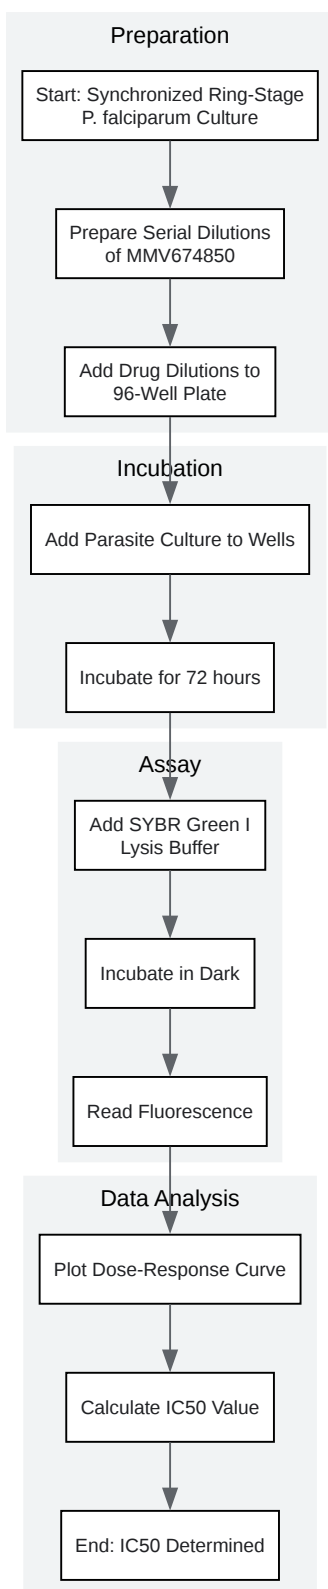 Preparation
Start: Synchronized Ring-Stage
P. falciparum Culture
Prepare Serial Dilutions
of MMV674850
Add Drug Dilutions to
96-Well Plate
Incubation
Add Parasite Culture to Wells
Incubate for 72 hours
Assay
Add SYBR Green I
Lysis Buffer
Incubate in Dark
Read Fluorescence
Data Analysis
Plot Dose-Response Curve
Calculate IC50 Value
End: IC50 Determined